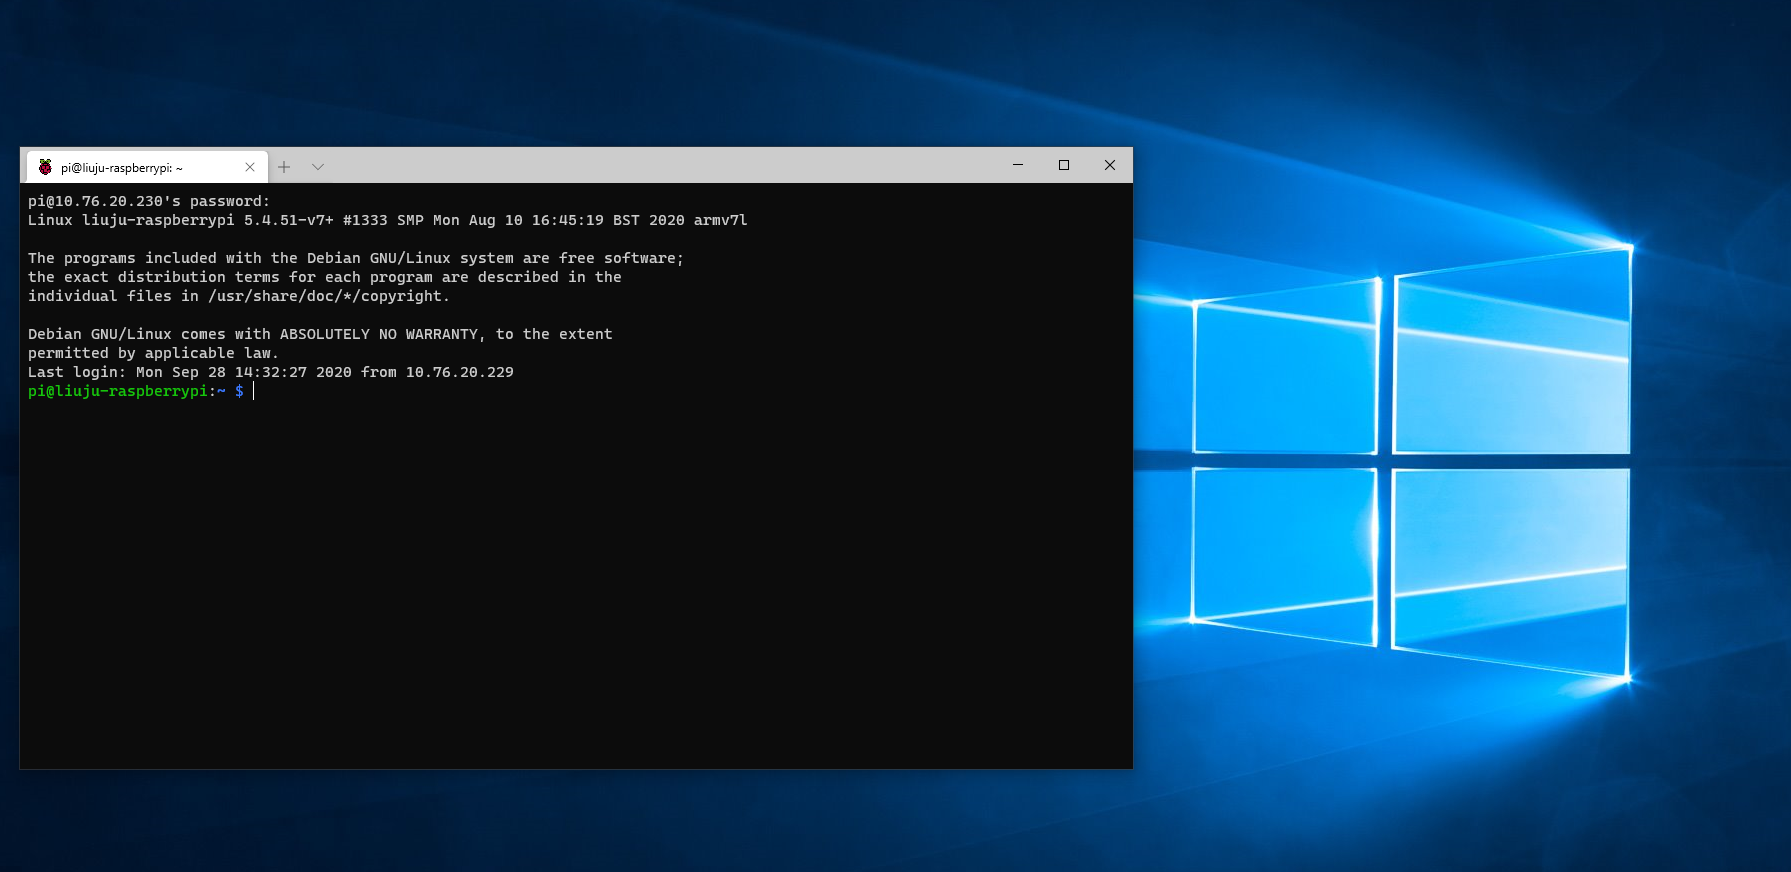 pi@liuju-raspberrypi: ~
pi@10.76.20.230's password:
Linux liuju-raspberrypi 5.4.51-v7+ #1333 SMP Mon Aug 10 16:45:19 BST 2020 armv7l
The programs included with the Debian GNU/Linux system are free software;
the exact distribution terms for each program are described in the
individual files in /usr/share/doc/*/copyright.
Debian GNU/Linux comes with ABSOLUTELY NO WARRANTY, to the extent
permitted by applicable law.
Last login: Mon Sep 28 14:32:27 2020 from 10.76.20.229
pi@liuju-raspberrypi:~ $